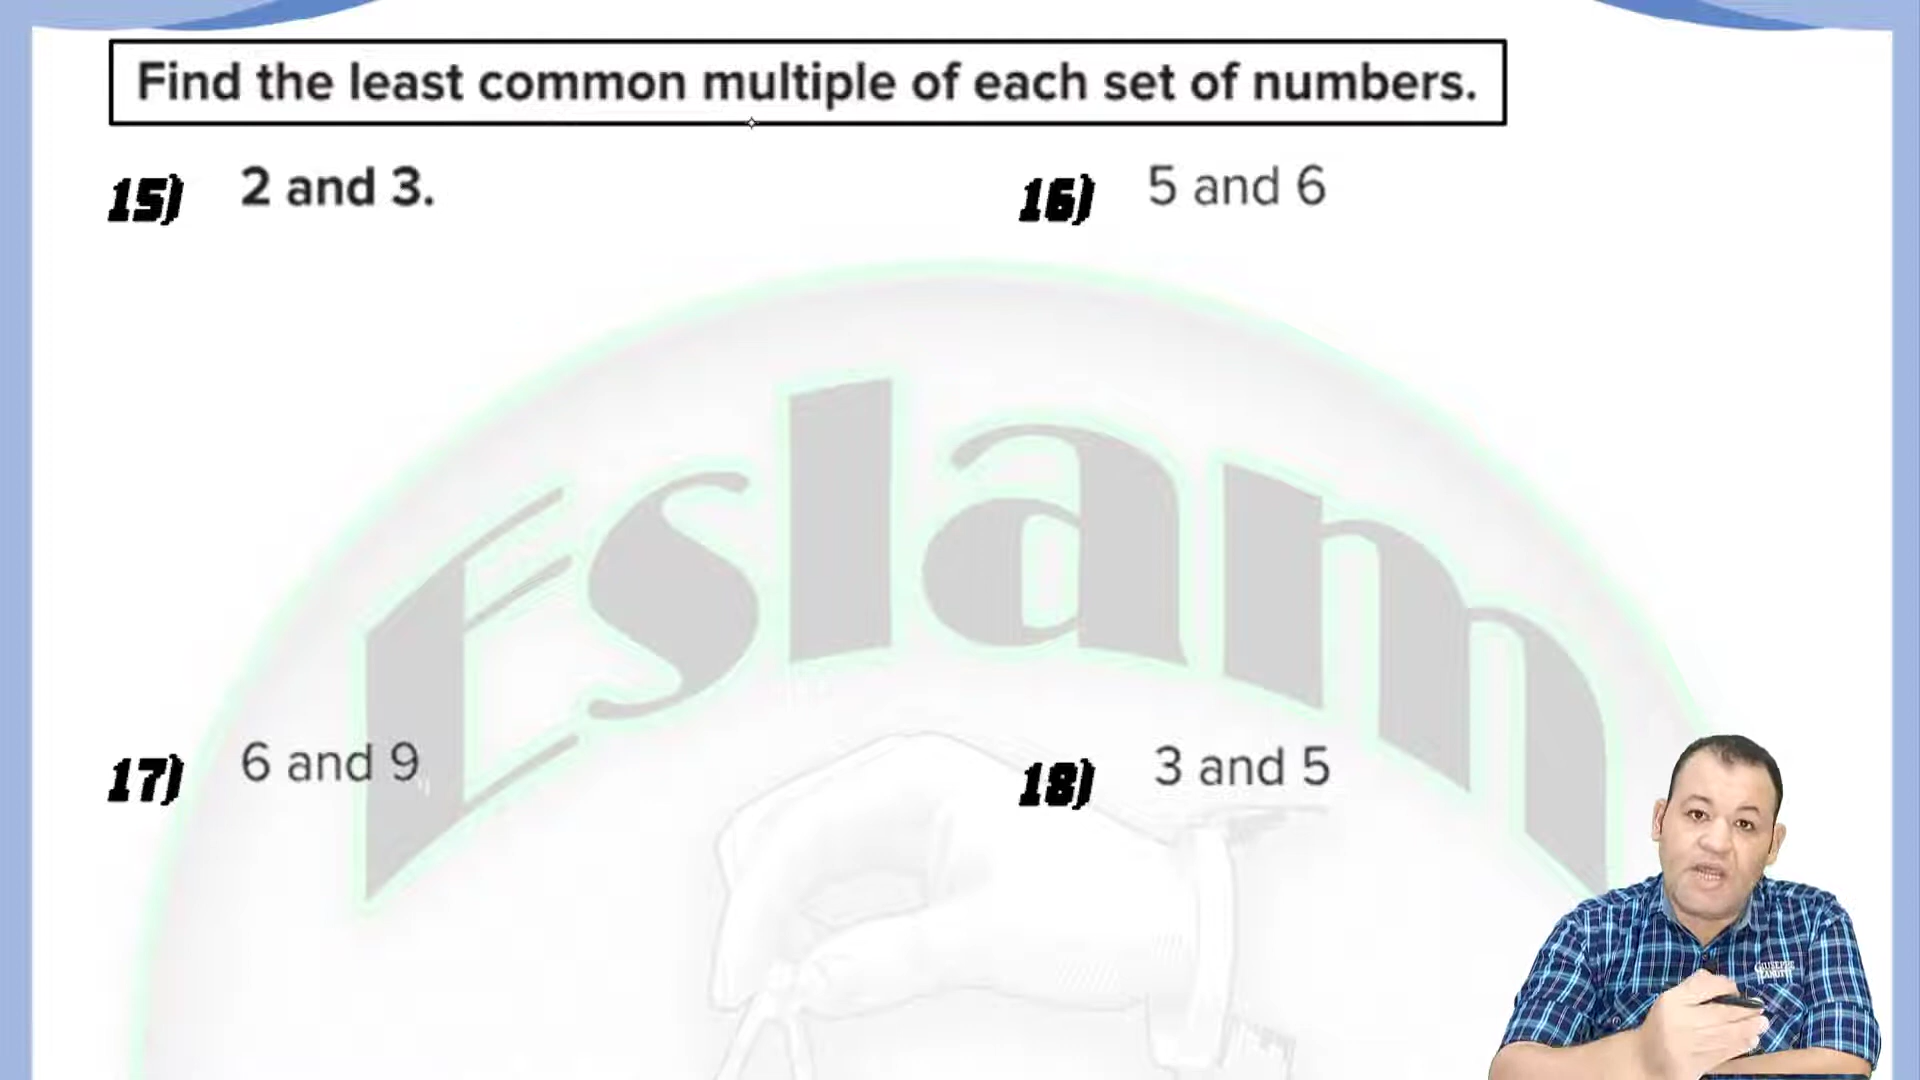 Find the least common multiple of each set of numbers.
15) 2 and 3.
16) 5 and 6
Eslam
17) 6 and 9
18) 3 and 5
GIUSEPPE